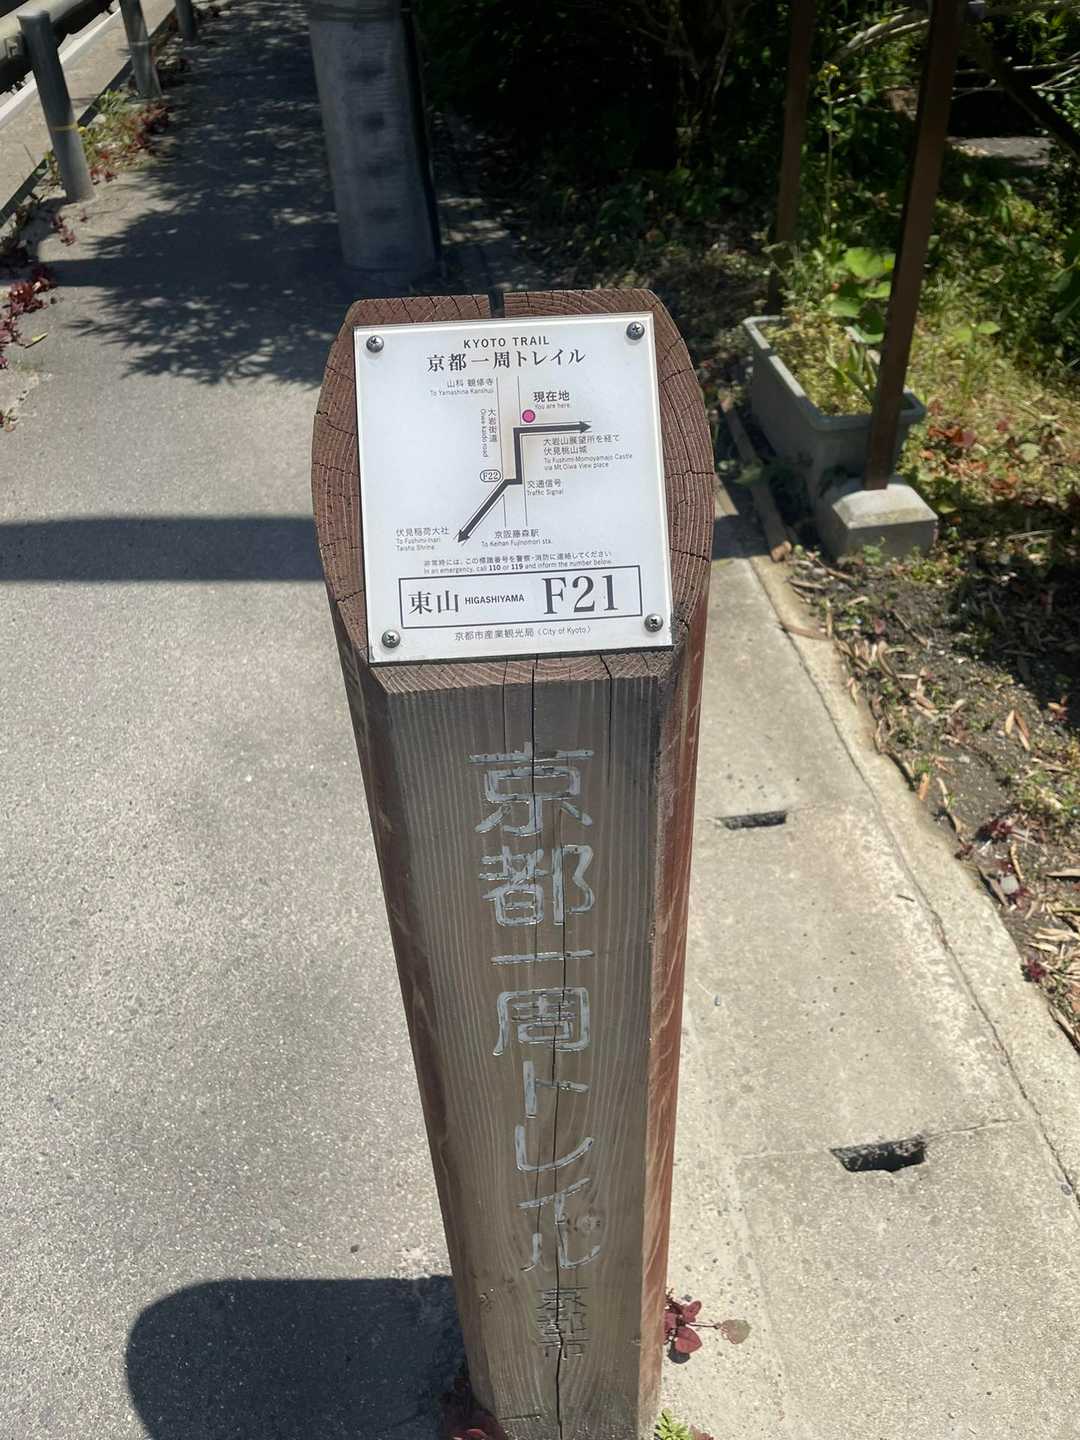 KYOTO TRAIL
京都一周トレイル
山科 観修寺
To Yamashina Kanshuji
現在地
You are here.
大岩街道
Oiwa kaido road
大岩山展望所を経て
伏見桃山城
To Fushimi-Momoyamajo Castle
via Mt.Oiwa View place
F22
交通信号
Traffic Signal
伏見稲荷大社
To Fushimi-Inari
Taisha Shrine
京阪藤森駅
To Keihan Fujinomori sta.
非常時には、この標識番号を警察・消防に連絡してください
In an emergency, call 110 or 119 and inform the number below.
東山 HIGASHIYAMA F21
京都市産業観光局（City of Kyoto）
京都一周トレイル
京都市